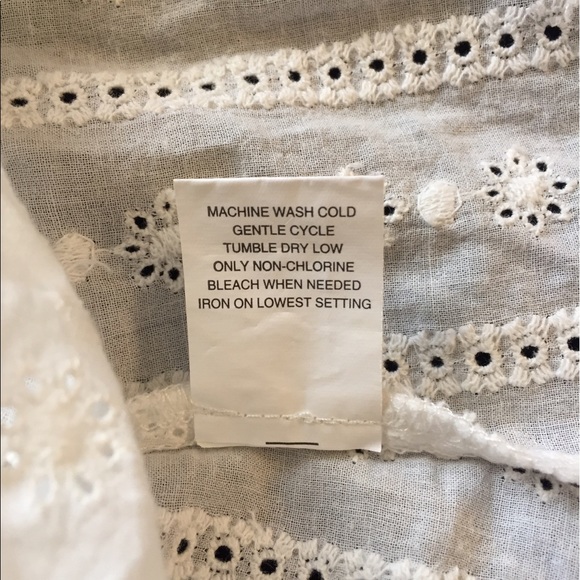 MACHINE WASH COLD
GENTLE CYCLE
TUMBLE DRY LOW
ONLY NON-CHLORINE
BLEACH WHEN NEEDED
IRON ON LOWEST SETTING